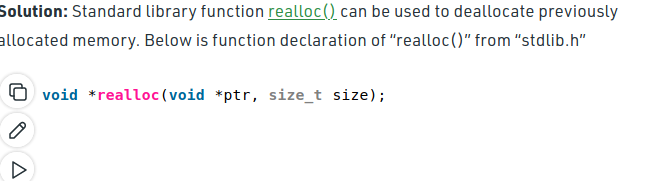 Solution: Standard library function realloc() can be used to deallocate previously
allocated memory. Below is function declaration of “realloc()” from “stdlib.h”
void *realloc(void *ptr, size_t size);